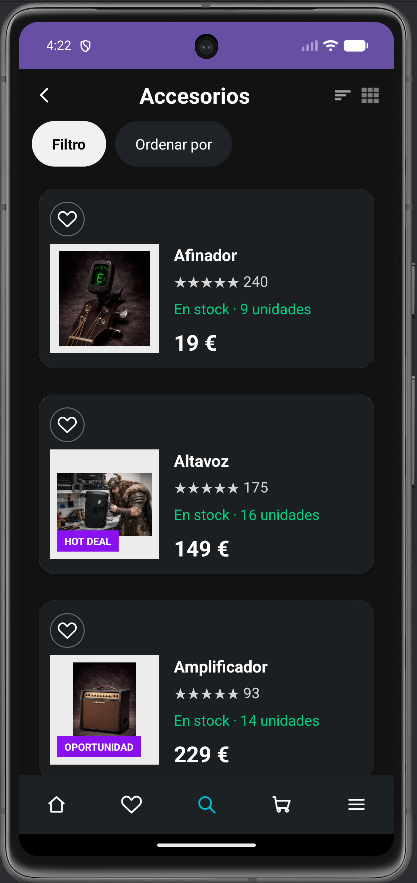 4:22
Accesorios
Filtro
Ordenar por
Afinador
★★★★★ 240
En stock · 9 unidades
19 €
Altavoz
★★★★★ 175
En stock · 16 unidades
HOT DEAL
149 €
Amplificador
★★★★★ 93
En stock · 14 unidades
OPORTUNIDAD
229 €